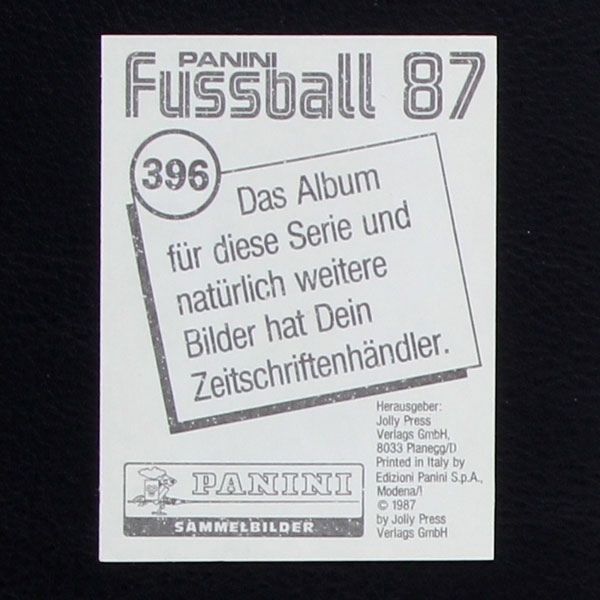 PANINI
Fussball 87
396
Das Album
für diese Serie und
natürlich weitere
Bilder hat Dein
Zeitschriftenhändler.
Herausgeber:
Jolly Press
Verlags GmbH,
8033 Planegg/D
Printed in Italy by
Edizioni Panini S.p.A.,
Modena/I
© 1987
by Jolly Press
Verlags GmbH
PANINI
SAMMELBILDER